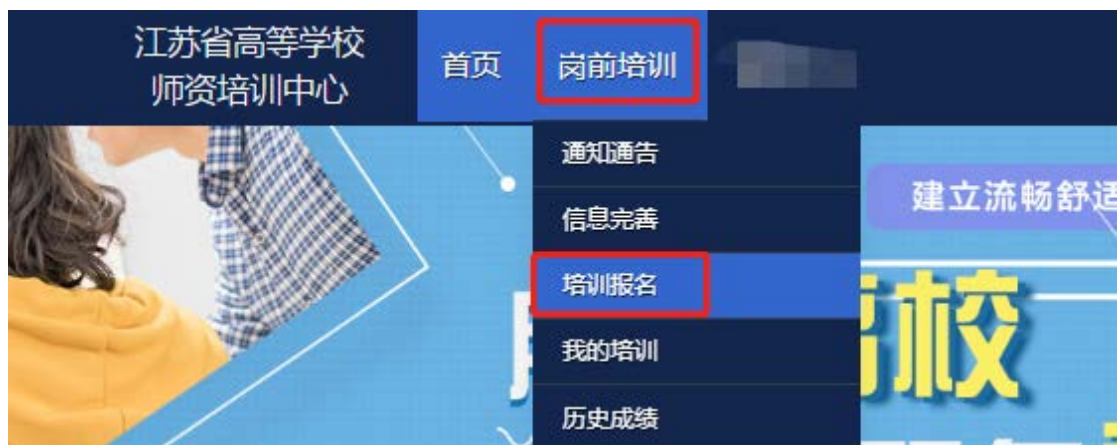 江苏省高等学校
师资培训中心
首页
岗前培训
通知通告
信息完善
培训报名
我的培训
历史成绩
建立流畅舒适
高校